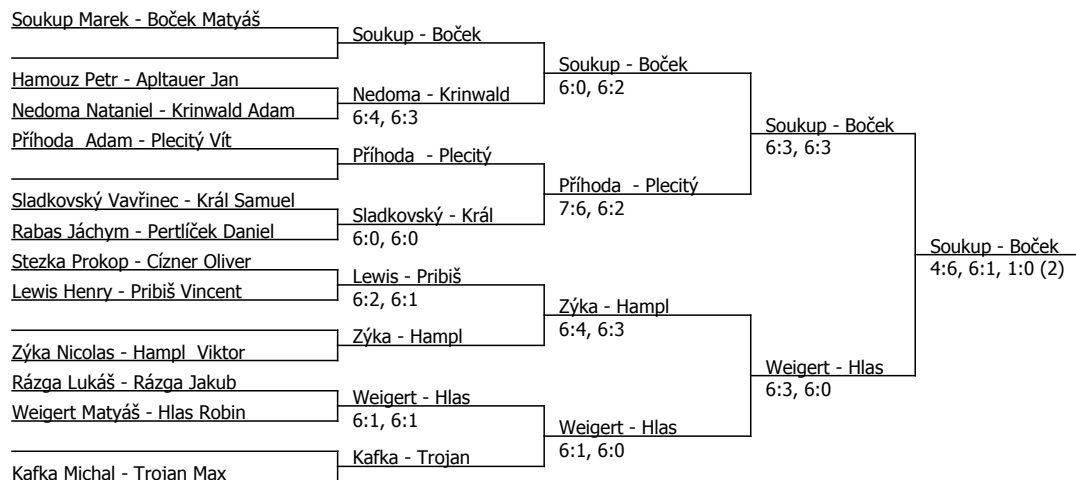 Soukup Marek - Boček Matyáš
Hamouz Petr - Apltauer Jan
Nedoma Nataniel - Krinwald Adam
Příhoda  Adam - Plecitý Vít
Sladkovský Vavřinec - Král Samuel
Rabas Jáchym - Pertlíček Daniel
Stezka Prokop - Cízner Oliver
Lewis Henry - Pribiš Vincent
Zýka Nicolas - Hampl  Viktor
Rázga Lukáš - Rázga Jakub
Weigert Matyáš - Hlas Robin
Kafka Michal - Trojan Max
Soukup - Boček
Nedoma - Krinwald
6:4, 6:3
Příhoda  - Plecitý
Sladkovský - Král
6:0, 6:0
Lewis - Pribiš
6:2, 6:1
Zýka - Hampl
Weigert - Hlas
6:1, 6:1
Kafka - Trojan
Soukup - Boček
6:0, 6:2
Příhoda  - Plecitý
7:6, 6:2
Zýka - Hampl
6:4, 6:3
Weigert - Hlas
6:1, 6:0
Soukup - Boček
6:3, 6:3
Weigert - Hlas
6:3, 6:0
Soukup - Boček
4:6, 6:1, 1:0 (2)